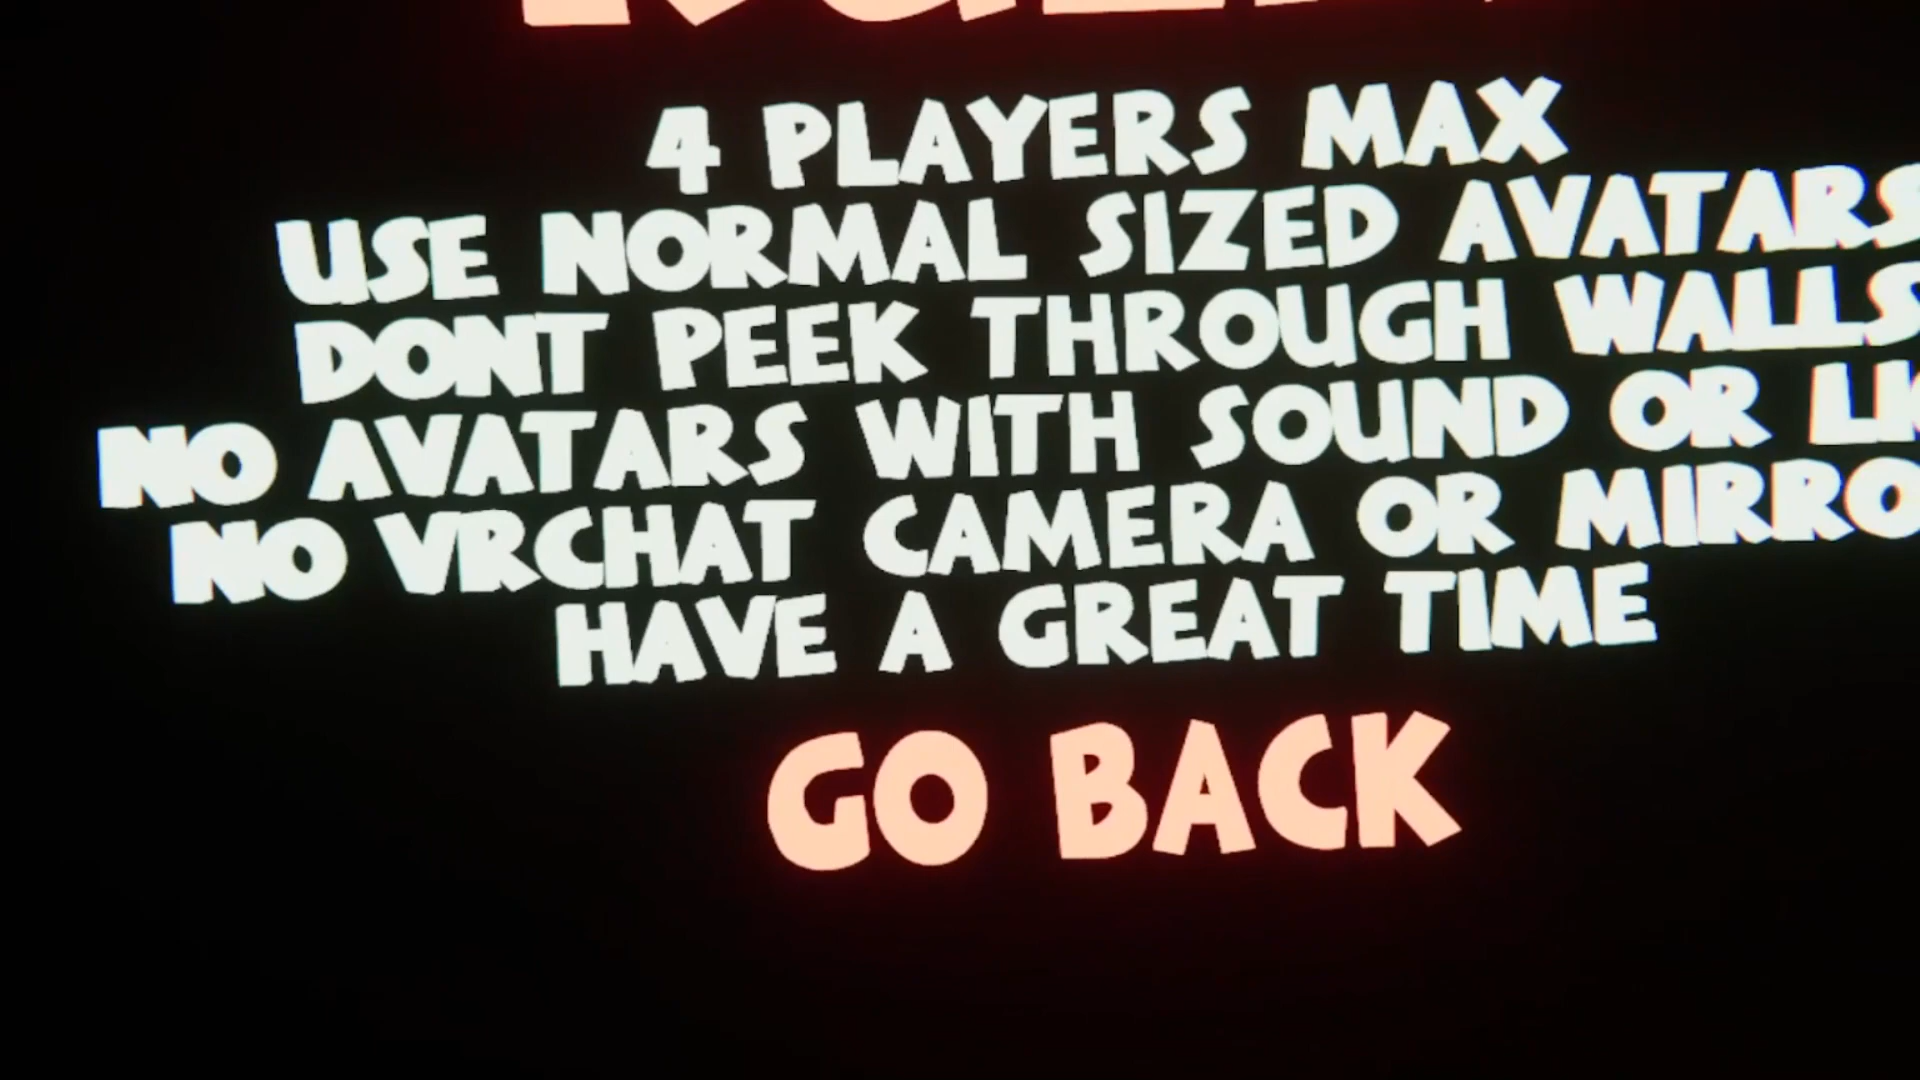 4 PLAYERS MAX
USE NORMAL SIZED AVATARS
DONT PEEK THROUGH WALLS
NO AVATARS WITH SOUND OR
NO VRCHAT CAMERA OR
HAVE A GREAT TIME
GO BACK